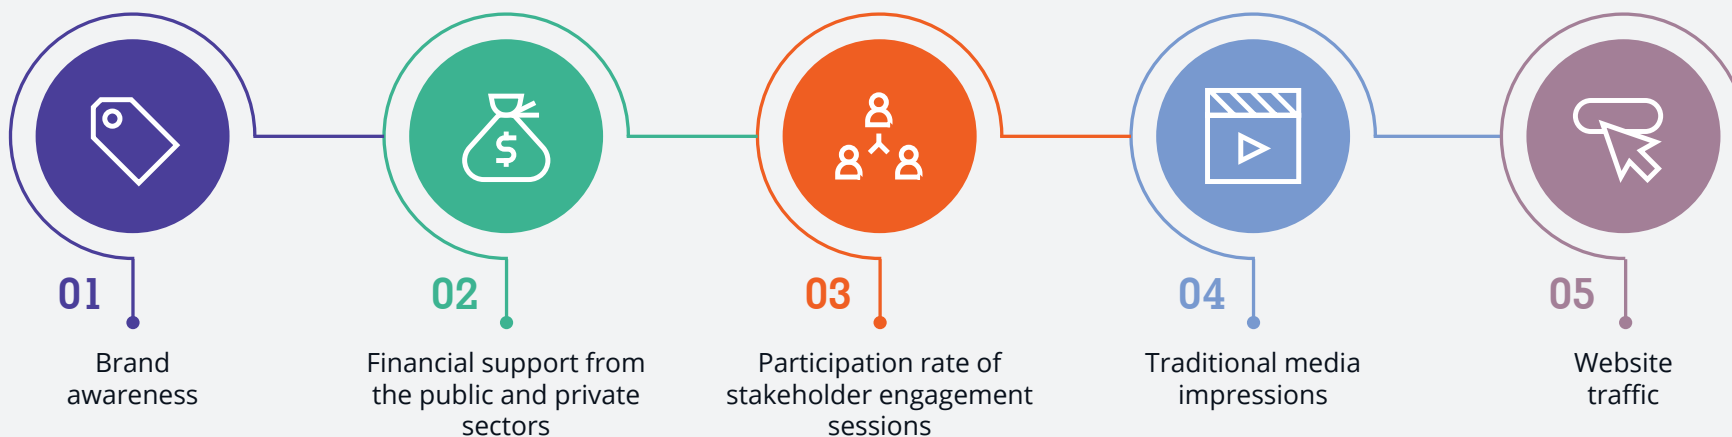 01
Brand
awareness
02
Financial support from
the public and private
sectors
03
Participation rate of
stakeholder engagement
sessions
04
Traditional media
impressions
05
Website
traffic